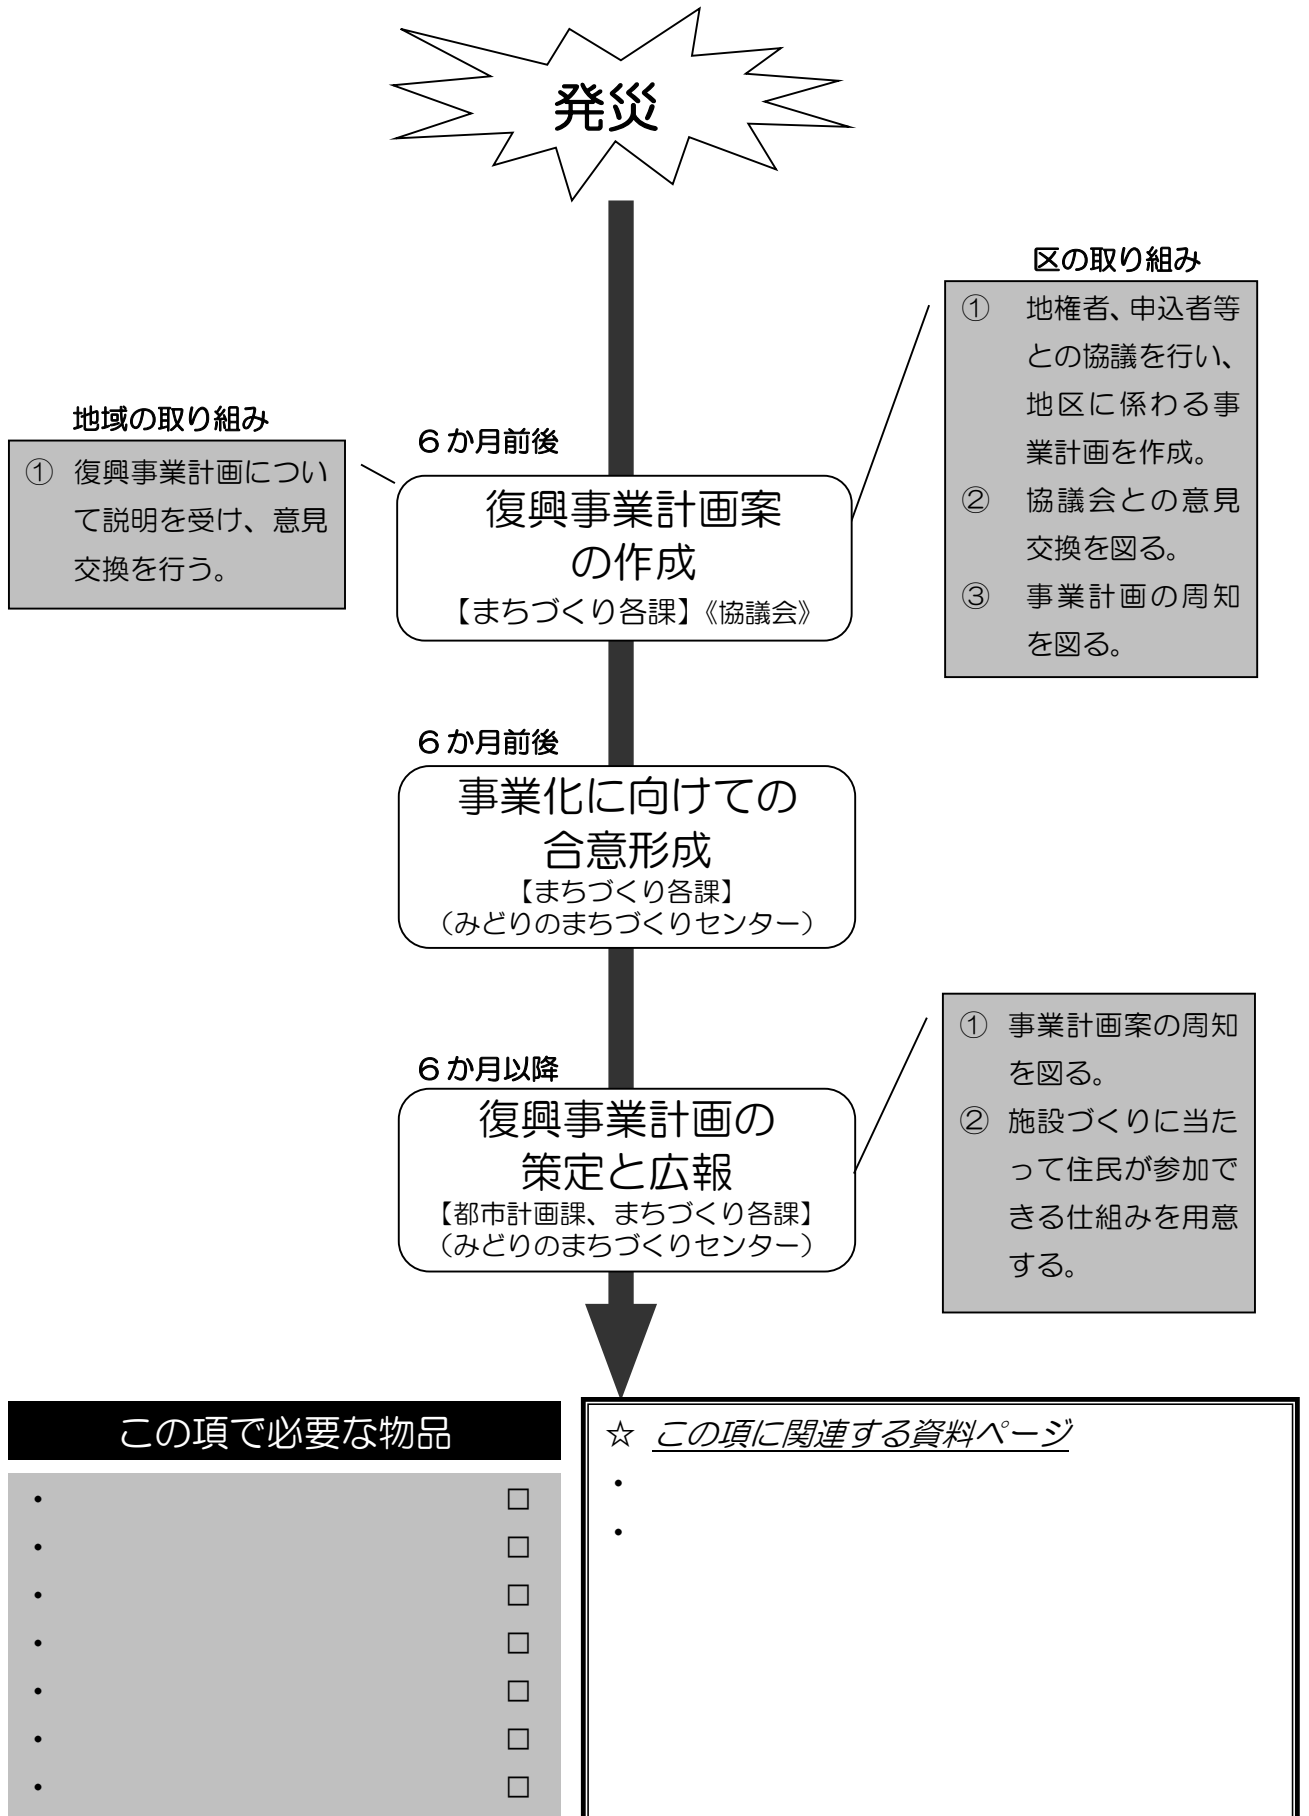 発災
区の取り組み
① 地権者、申込者等
との協議を行い、
地区に係わる事
業計画を作成。
② 協議会との意見
交換を図る。
③ 事業計画の周知
を図る。
地域の取り組み
① 復興事業計画につい
て説明を受け、意見
交換を行う。
６か月前後
復興事業計画案
の作成
【まちづくり各課】《協議会》
６か月前後
事業化に向けての
合意形成
【まちづくり各課】
（みどりのまちづくりセンター）
６か月以降
復興事業計画の
策定と広報
【都市計画課、まちづくり各課】
（みどりのまちづくりセンター）
① 事業計画案の周知
を図る。
② 施設づくりに当た
って住民が参加で
きる仕組みを用意
する。
この項で必要な物品
・ □
・ □
・ □
・ □
・ □
・ □
・ □
☆ この項に関連する資料ページ
・
・